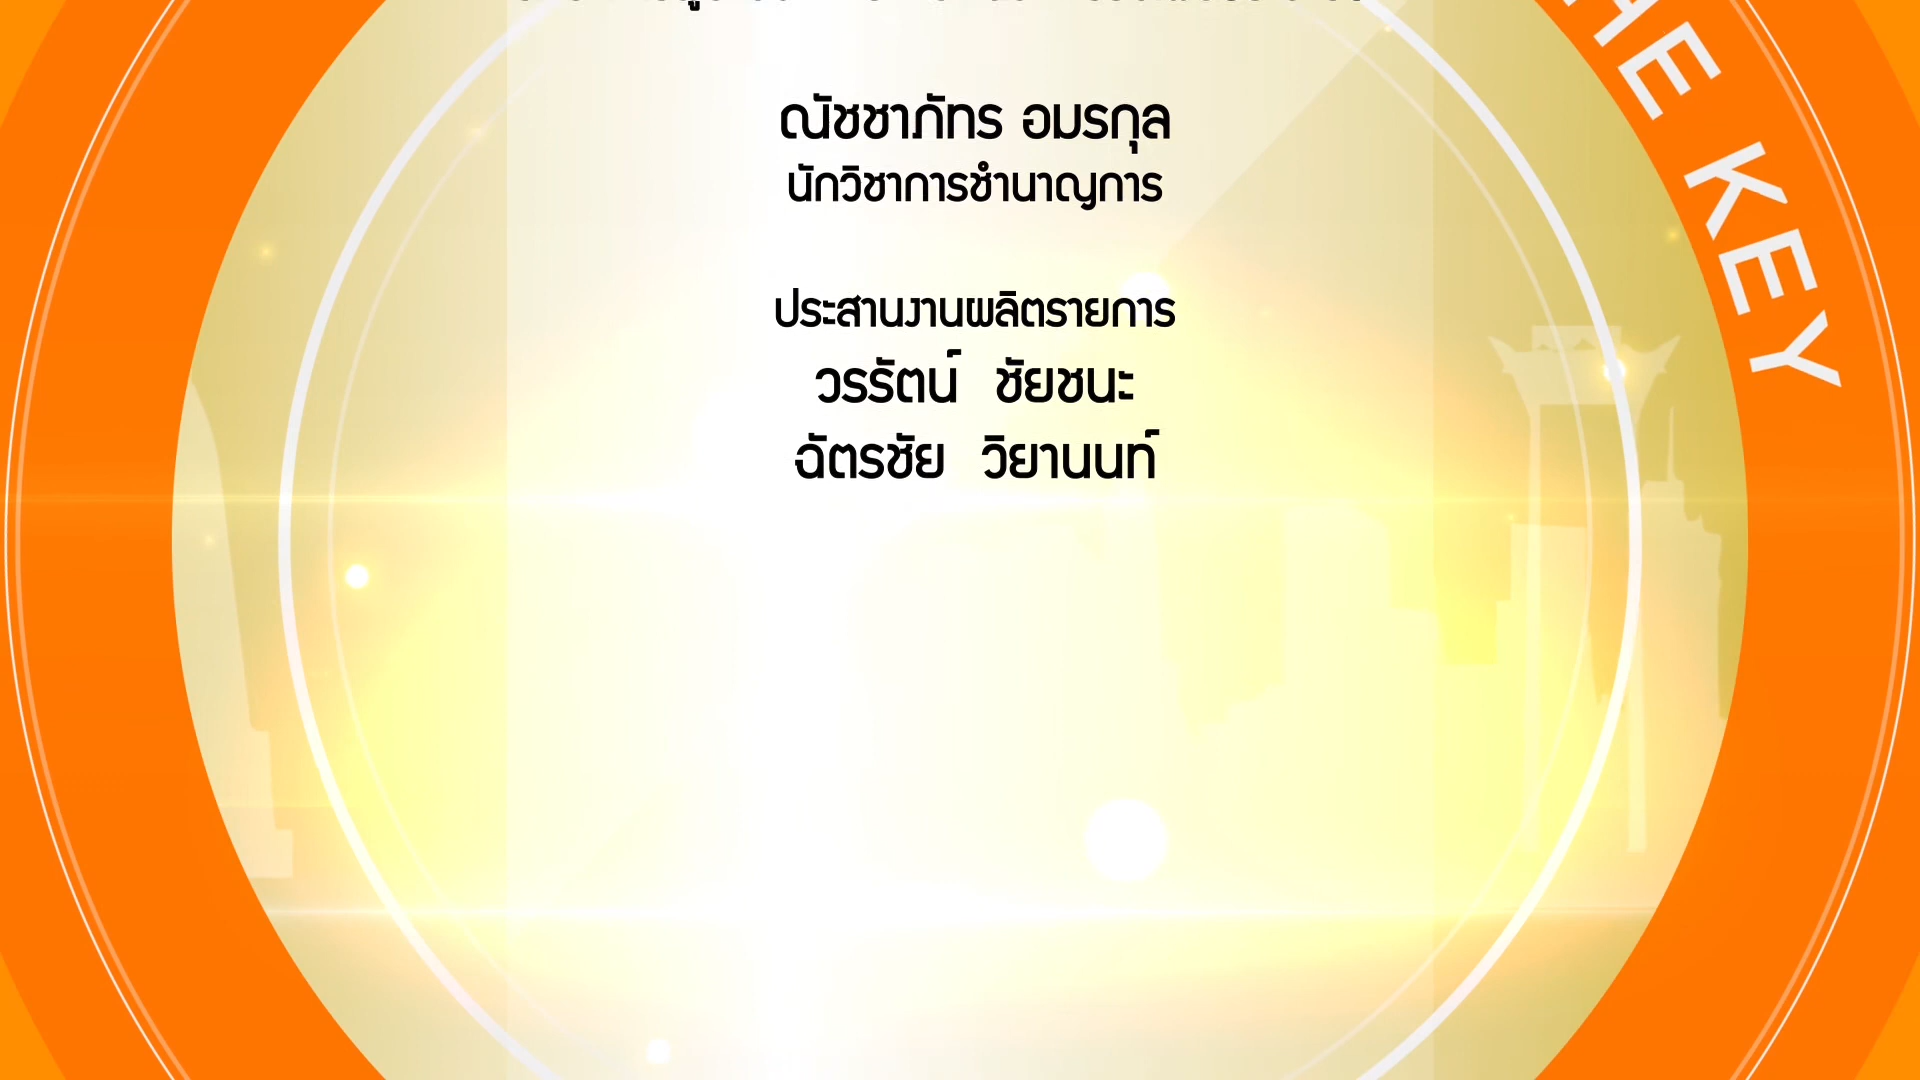 ณัชชาภัทร อมรกุล
นักวิชาการชำนาญการ
ประสานงานผลิตรายการ
วรรัตน์ ชัยชนะ
ฉัตรชัย วิยานนท์
KEY